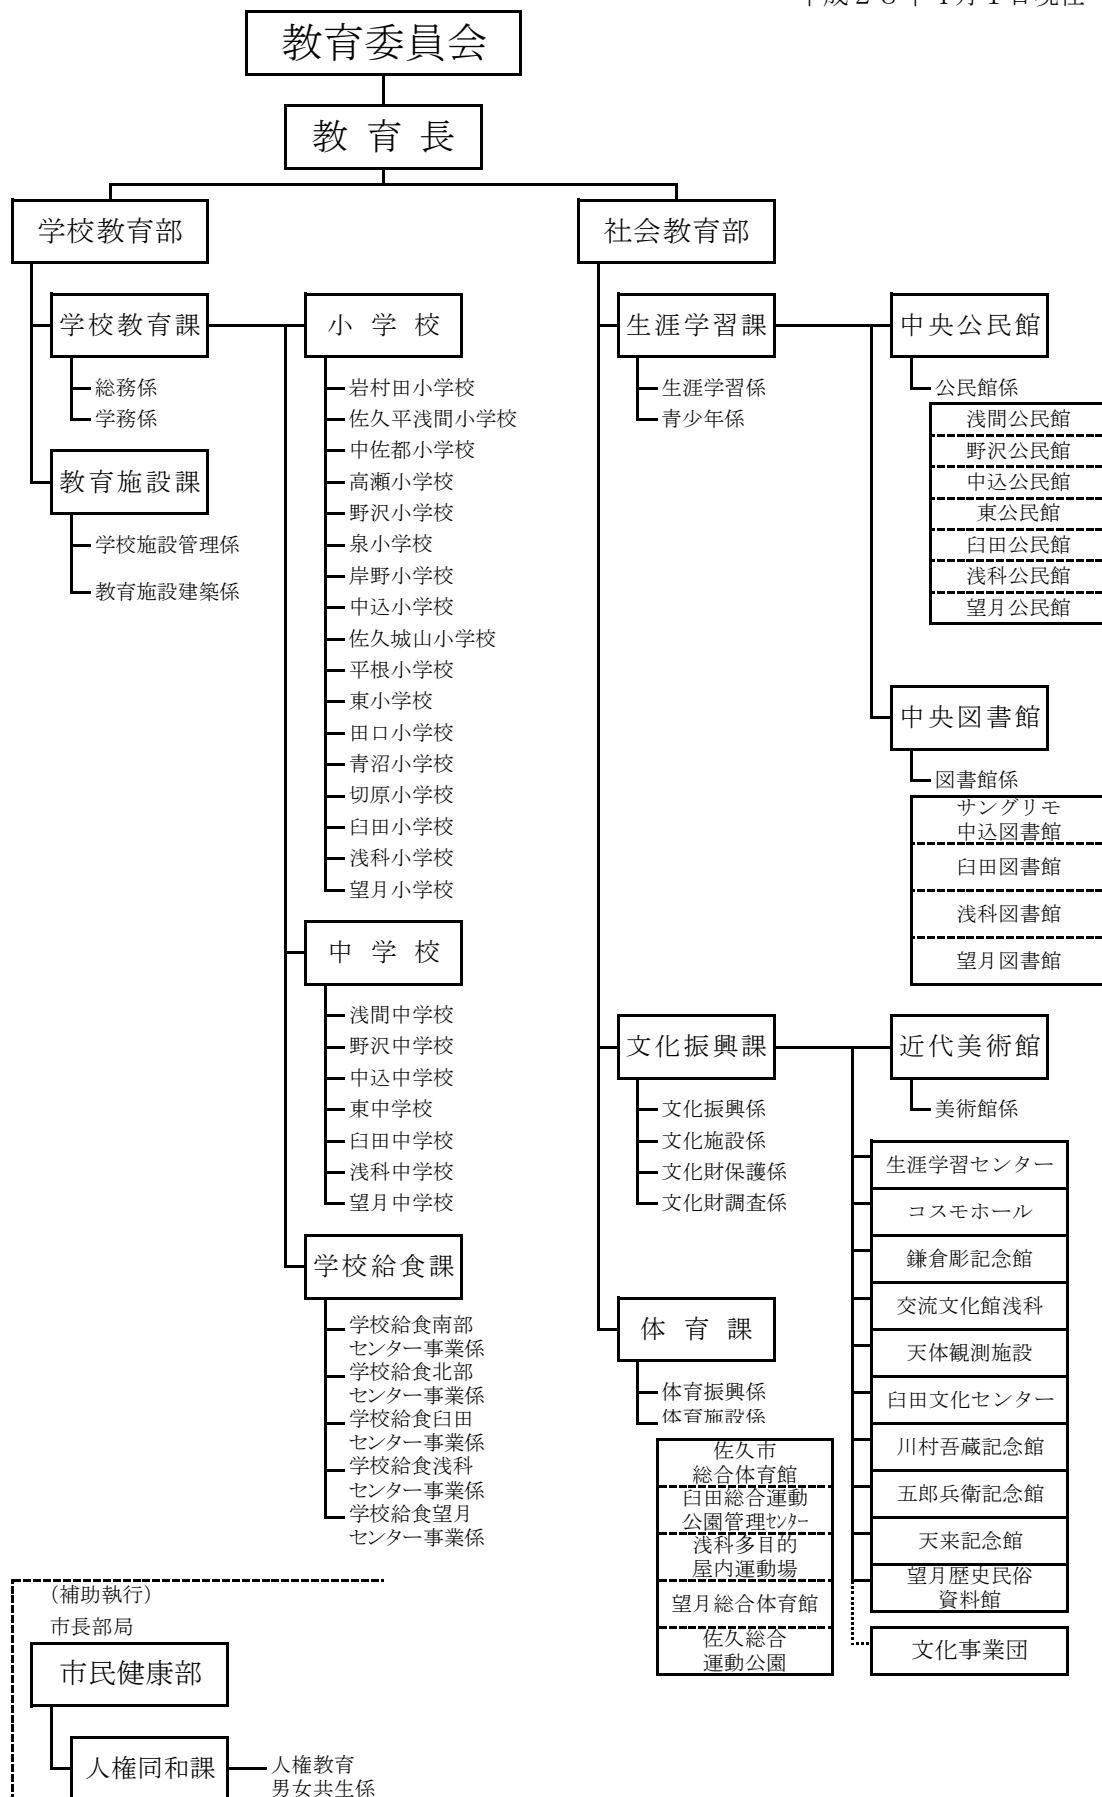 教育委員会
教育長
学校教育部
学校教育課
総務係
学務係
教育施設課
学校施設管理係
教育施設建築係
小学校
岩村田小学校
佐久平浅間小学校
中佐都小学校
高瀬小学校
野沢小学校
泉小学校
岸野小学校
中込小学校
佐久城山小学校
平根小学校
東小学校
田口小学校
青沼小学校
切原小学校
臼田小学校
浅科小学校
望月小学校
中学校
浅間中学校
野沢中学校
中込中学校
東中学校
臼田中学校
浅科中学校
望月中学校
学校給食課
学校給食南部
センター事業係
学校給食北部
センター事業係
学校給食臼田
センター事業係
学校給食浅科
センター事業係
学校給食望月
センター事業係
社会教育部
生涯学習課
生涯学習係
青少年係
中央公民館
公民館係
浅間公民館
野沢公民館
中込公民館
東公民館
臼田公民館
浅科公民館
望月公民館
中央図書館
図書館係
サングリモ
中込図書館
臼田図書館
浅科図書館
望月図書館
文化振興課
文化振興係
文化施設係
文化財保護係
文化財調査係
近代美術館
美術館係
生涯学習センター
コスモホール
鎌倉彫記念館
交流文化館浅科
天体観測施設
臼田文化センター
川村吾蔵記念館
五郎兵衛記念館
天来記念館
望月歴史民俗
資料館
文化事業団
体育課
体育振興係
体育施設係
佐久市
総合体育館
臼田総合運動
公園管理ｾﾝﾀｰ
浅科多目的
屋内運動場
望月総合体育館
佐久総合
運動公園
(補助執行)
市長部局
市民健康部
人権同和課
人権教育
男女共生係